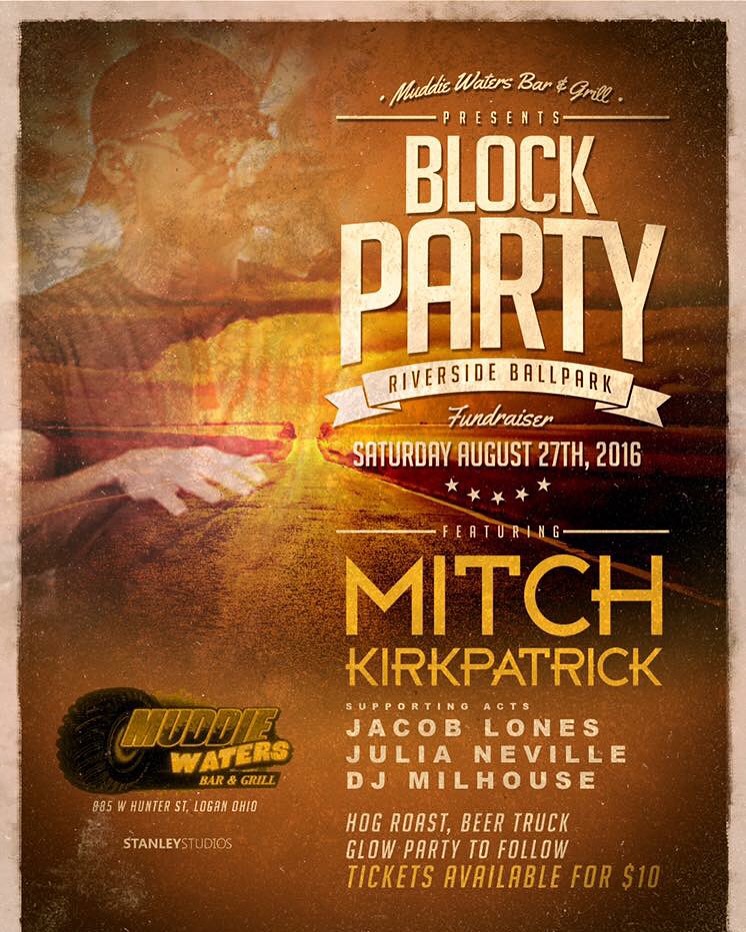 Muddie Waters Bar & Grill
PRESENTS
BLOCK
PARTY
RIVERSIDE BALLPARK
Fundraiser
SATURDAY AUGUST 27TH, 2016
FEATURING
MITCH
KIRKPATRICK
SUPPORTING ACTS
JACOB LONES
JULIA NEVILLE
DJ MILHOUSE
HOG ROAST, BEER TRUCK
GLOW PARTY TO FOLLOW
TICKETS AVAILABLE FOR $10
MUDDIE
WATERS
BAR & GRILL
885 W HUNTER ST, LOGAN OHIO
STANLEYSTUDIOS